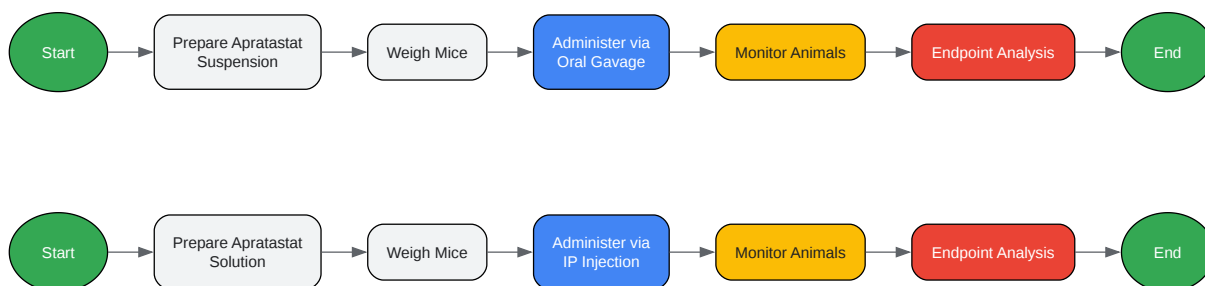 Start
Prepare Apratastat
Suspension
Weigh Mice
Administer via
Oral Gavage
Monitor Animals
Endpoint Analysis
End
Start
Prepare Apratastat
Solution
Weigh Mice
Administer via
IP Injection
Monitor Animals
Endpoint Analysis
End